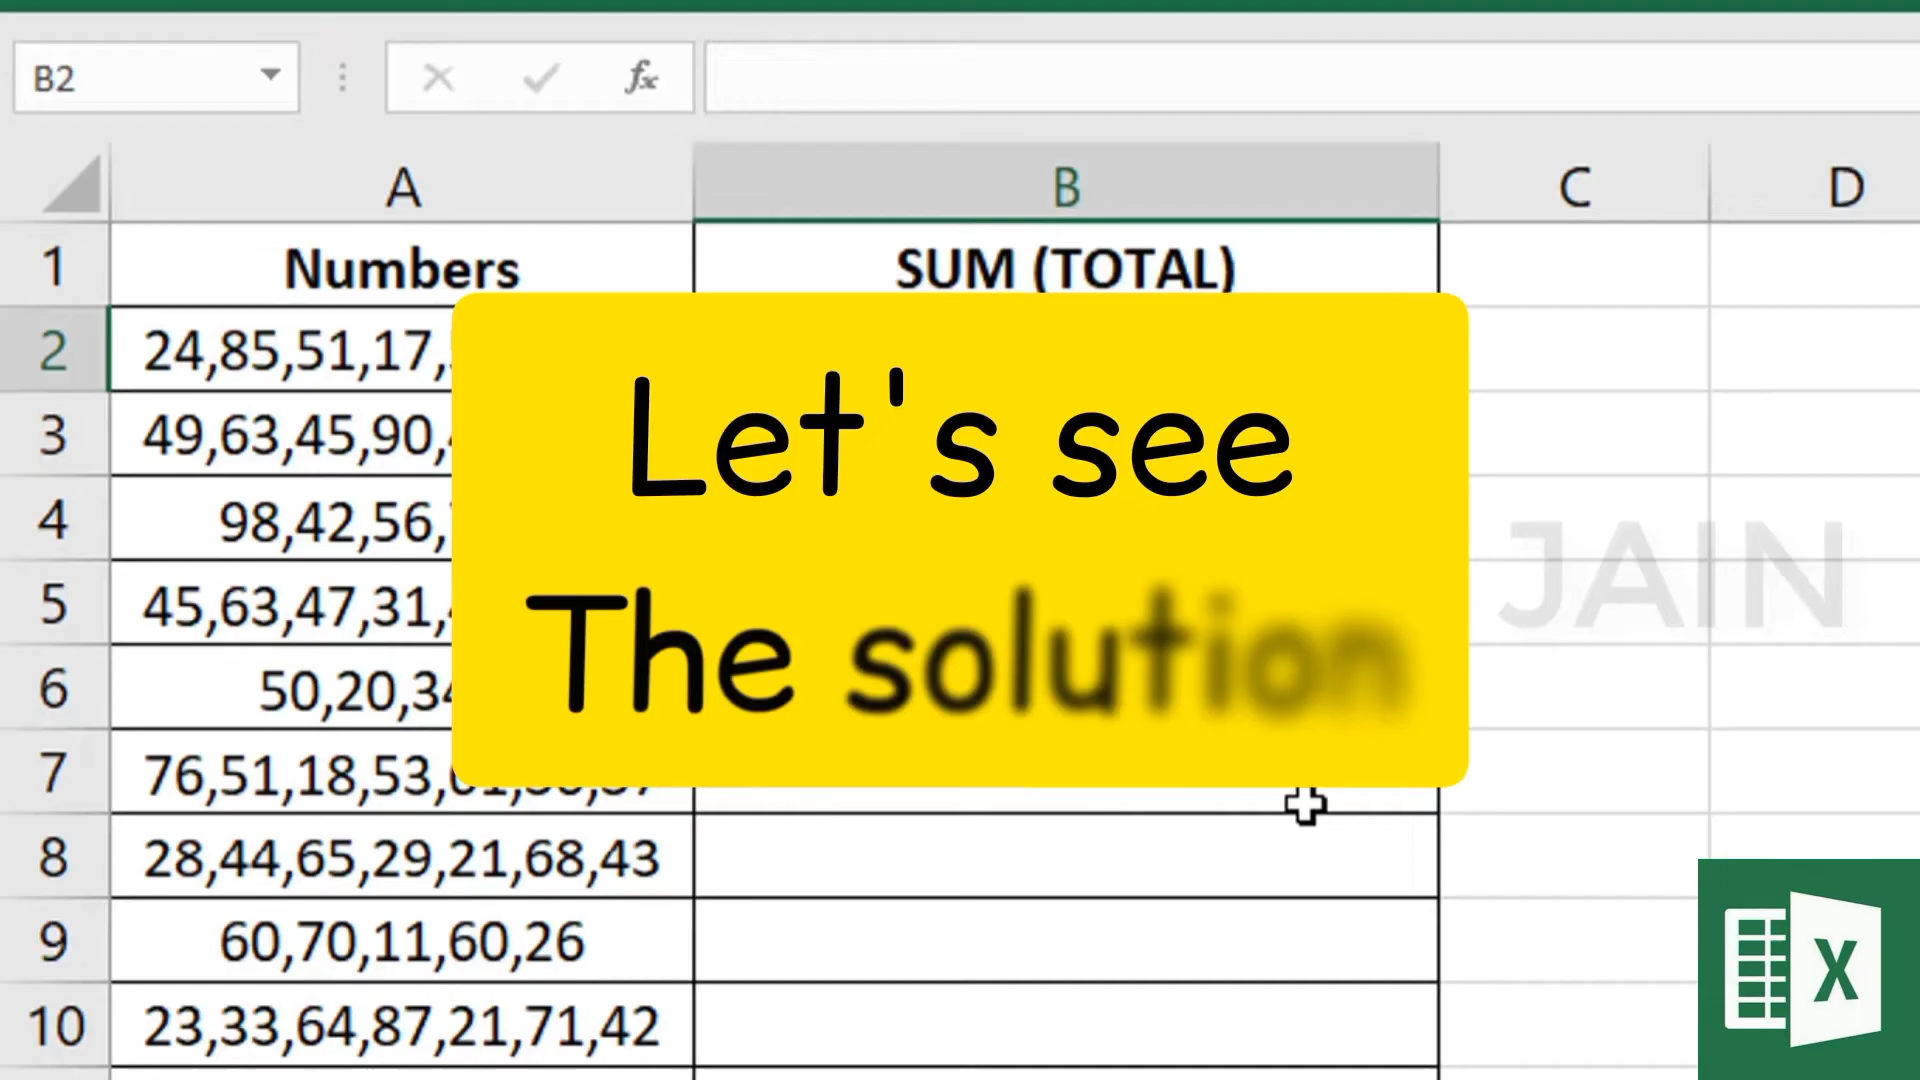 B2
fx
A B C D
1 Numbers SUM (TOTAL)
2 24,85,51,17,
3 49,63,45,90,
4 98,42,56,
5 45,63,47,31,
6 50,20,34
7 76,51,18,53,
8 28,44,65,29,21,68,43
9 60,70,11,60,26
10 23,33,64,87,21,71,42
Let's see
The solution
JAIN
X